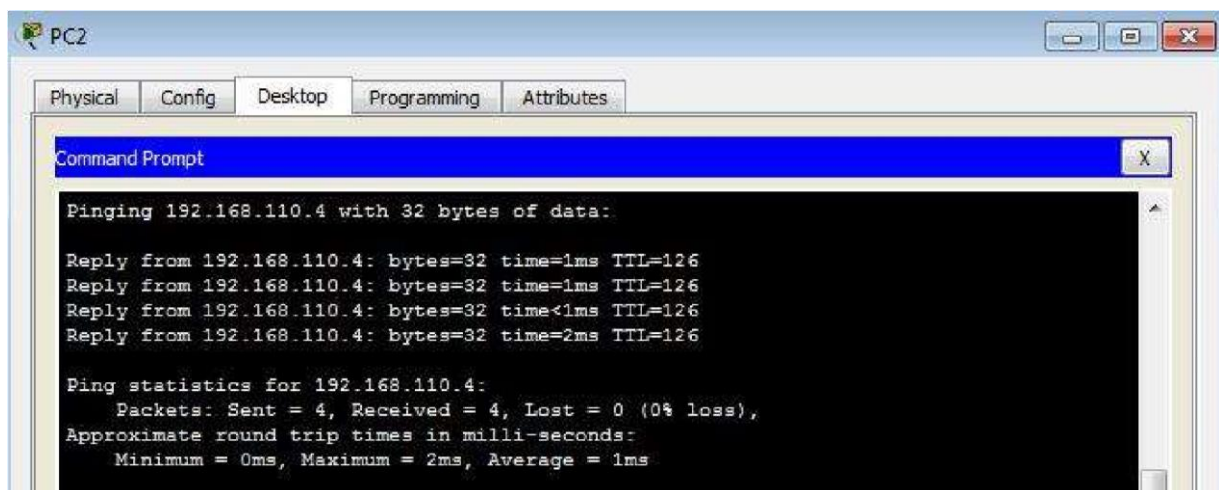 PC2
Physical Config Desktop Programming Attributes
Command Prompt X
Pinging 192.168.110.4 with 32 bytes of data:
Reply from 192.168.110.4: bytes=32 time=1ms TTL=126
Reply from 192.168.110.4: bytes=32 time=1ms TTL=126
Reply from 192.168.110.4: bytes=32 time<1ms TTL=126
Reply from 192.168.110.4: bytes=32 time=2ms TTL=126
Ping statistics for 192.168.110.4:
Packets: Sent = 4, Received = 4, Lost = 0 (0% loss),
Approximate round trip times in milli-seconds:
Minimum = 0ms, Maximum = 2ms, Average = 1ms